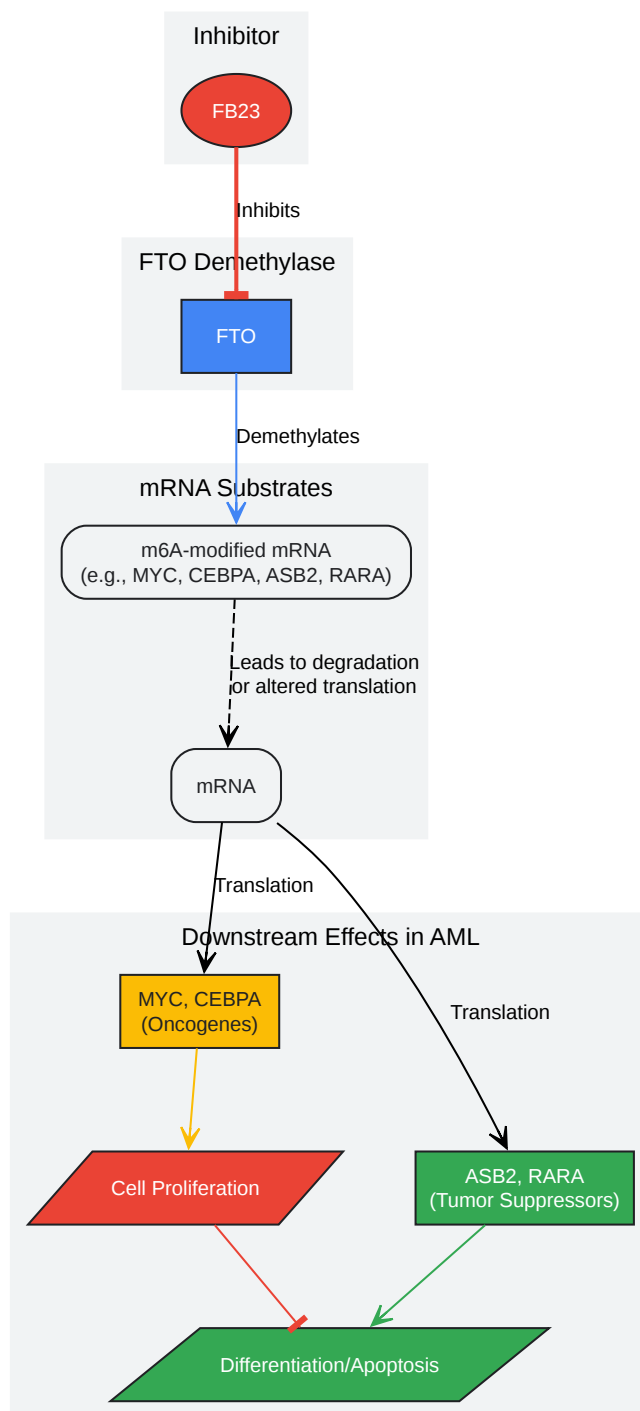 Inhibitor
FB23
Inhibits
FTO Demethylase
FTO
Demethylates
mRNA Substrates
m6A-modified mRNA
(e.g., MYC, CEBPA, ASB2, RARA)
Leads to degradation
or altered translation
mRNA
Translation
Downstream Effects in AML
MYC, CEBPA
(Oncogenes)
Translation
Cell Proliferation
ASB2, RARA
(Tumor Suppressors)
Differentiation/Apoptosis